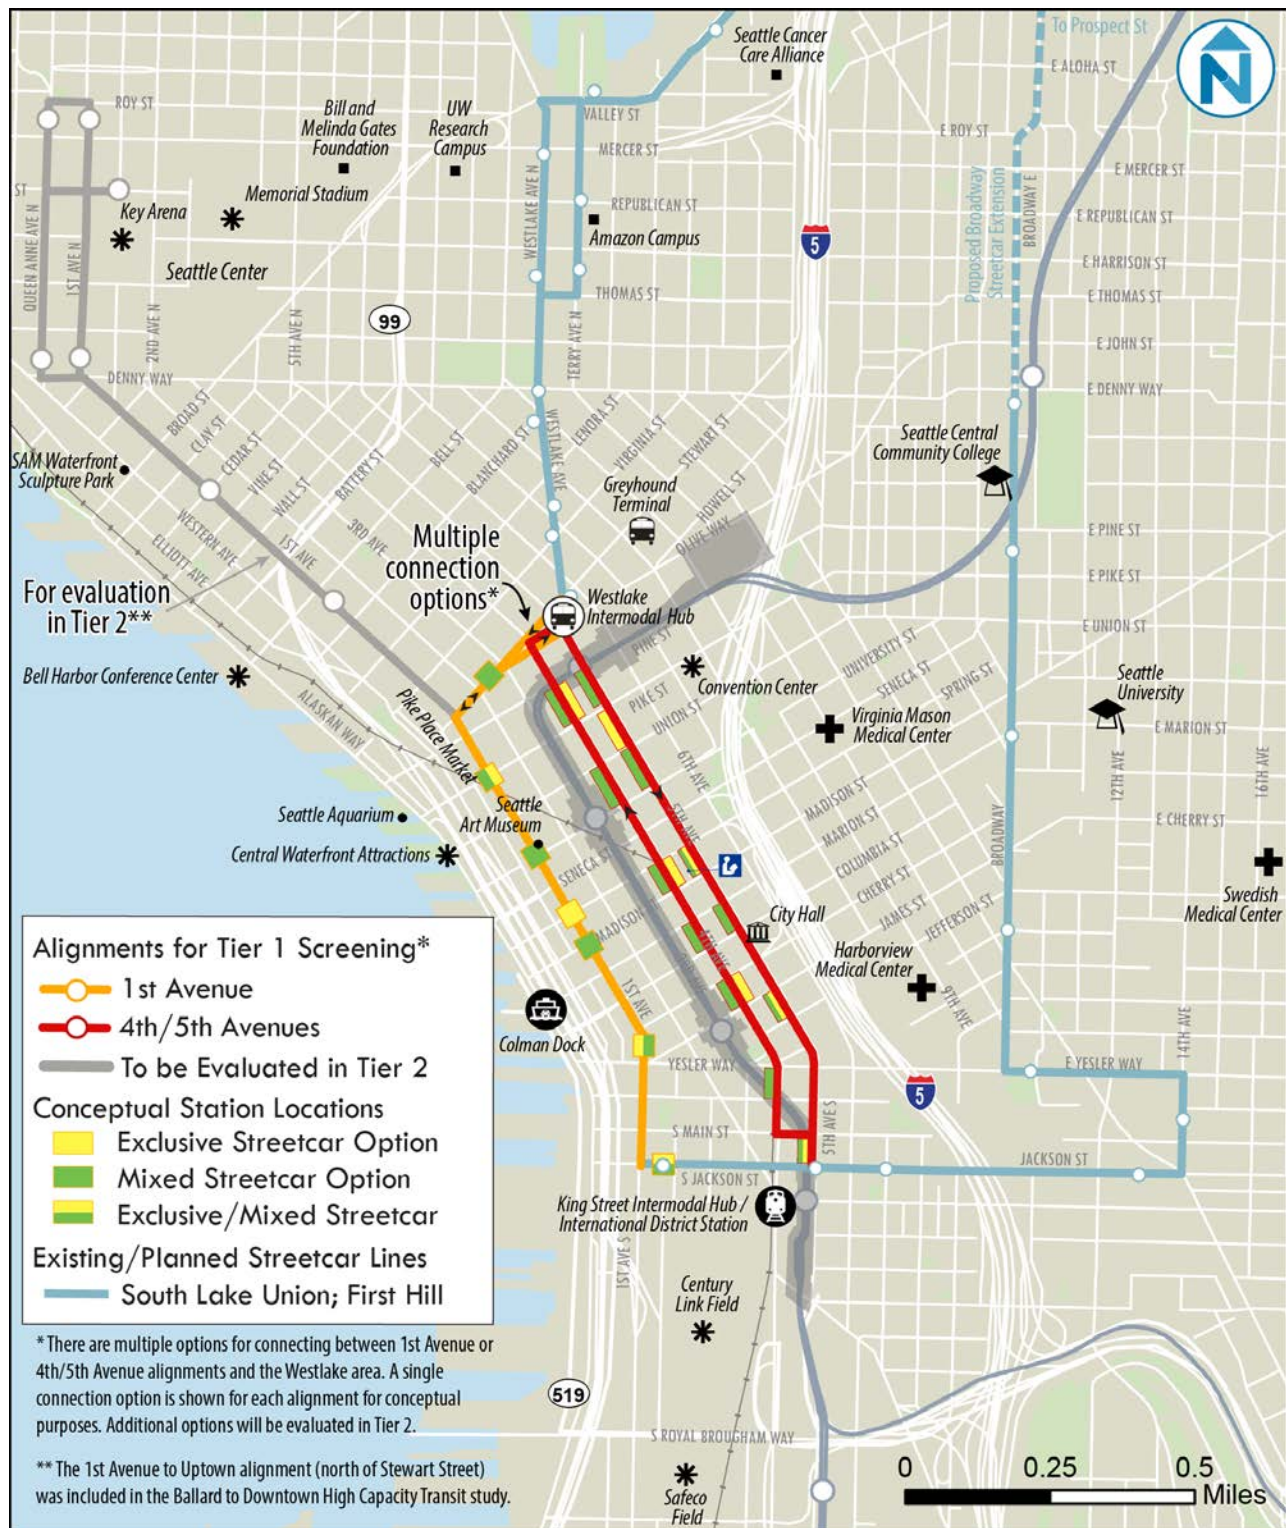 To Prospect St
Seattle Cancer
Care Alliance
N
E ALOHA ST
ROY ST
Bill and
Melinda Gates
Foundation
UW
Research
Campus
VALLEY ST
MERCER ST
E ROY ST
E MERCER ST
ST
Key Arena
Memorial Stadium
WESTLAKE AVE N
REPUBLICAN ST
Amazon Campus
5
Proposed Broadway
Streetcar Extension
BROADWAY E
E REPUBLICAN ST
QUEEN ANNE AVE N
1ST AVE N
Seattle Center
E HARRISON ST
THOMAS ST
E THOMAS ST
2ND AVE N
5TH AVE N
99
TERRY AVE N
E JOHN ST
DENNY WAY
E DENNY WAY
BROAD ST
CLAY ST
CEDAR ST
VINE ST
WALL ST
BATTERY ST
BELL ST
BLANCHARD ST
WESTLAKE AVE
LENORA ST
VIRGINIA ST
STEWART ST
HOWELL ST
OLIVE WAY
Seattle Central
Community College
SAM Waterfront
Sculpture Park
Greyhound
Terminal
WESTERN AVE
ELLIOTT AVE
1ST AVE
3RD AVE
E PINE ST
E PIKE ST
Multiple
connection
options*
For evaluation
in Tier 2**
Westlake
Intermodal Hub
E UNION ST
PINE ST
PIKE ST
UNION ST
UNIVERSITY ST
SENECA ST
SPRING ST
Bell Harbor Conference Center
Convention Center
Seattle
University
ALASKAN WAY
Pike Place Market
6TH AVE
Virginia Mason
Medical Center
E MARION ST
12TH AVE
16TH AVE
Seattle Aquarium
Seattle
Art Museum
5TH AVE
MADISON ST
MARION ST
COLUMBIA ST
CHERRY ST
JAMES ST
JEFFERSON ST
BROADWAY
E CHERRY ST
Central Waterfront Attractions
SENECA ST
MADISON ST
4TH AVE
3RD AVE
City Hall
Swedish
Medical Center
Harborview
Medical Center
9TH AVE
1ST AVE
Colman Dock
YESLER WAY
5
E YESLER WAY
14TH AVE
S MAIN ST
5TH AVE S
JACKSON ST
S JACKSON ST
King Street Intermodal Hub /
International District Station
1ST AVE S
Century
Link Field
519
S ROYAL BROUGHAM WAY
Safeco
Field
Alignments for Tier 1 Screening*
1st Avenue
4th/5th Avenues
To be Evaluated in Tier 2
Conceptual Station Locations
Exclusive Streetcar Option
Mixed Streetcar Option
Exclusive/Mixed Streetcar
Existing/Planned Streetcar Lines
South Lake Union; First Hill
* There are multiple options for connecting between 1st Avenue or
4th/5th Avenue alignments and the Westlake area. A single
connection option is shown for each alignment for conceptual
purposes. Additional options will be evaluated in Tier 2.
** The 1st Avenue to Uptown alignment (north of Stewart Street)
was included in the Ballard to Downtown High Capacity Transit study.
0 0.25 0.5
Miles